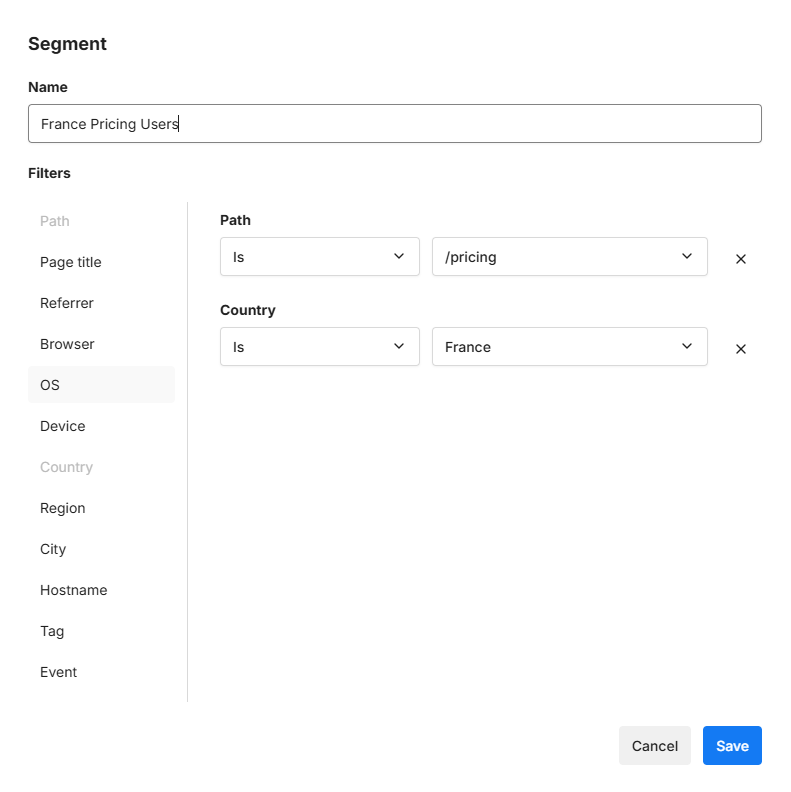 Segment
Name
France Pricing Users
Filters
Path
Page title
Referrer
Browser
OS
Device
Country
Region
City
Hostname
Tag
Event
Path
Is
/pricing
Country
Is
France
Cancel
Save